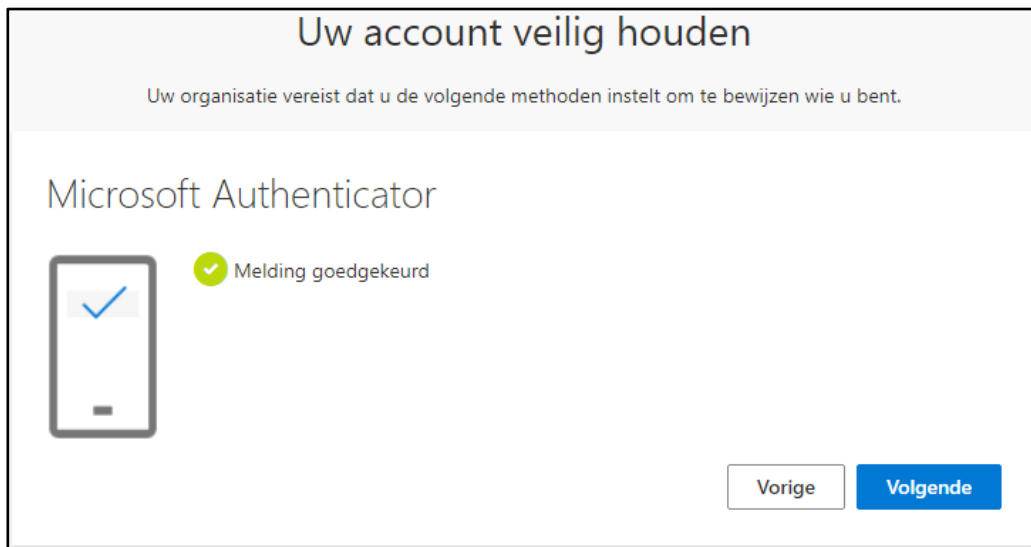 Uw account veilig houden
Uw organisatie vereist dat u de volgende methoden instelt om te bewijzen wie u bent.
Microsoft Authenticator
Melding goedgekeurd
Vorige Volgende